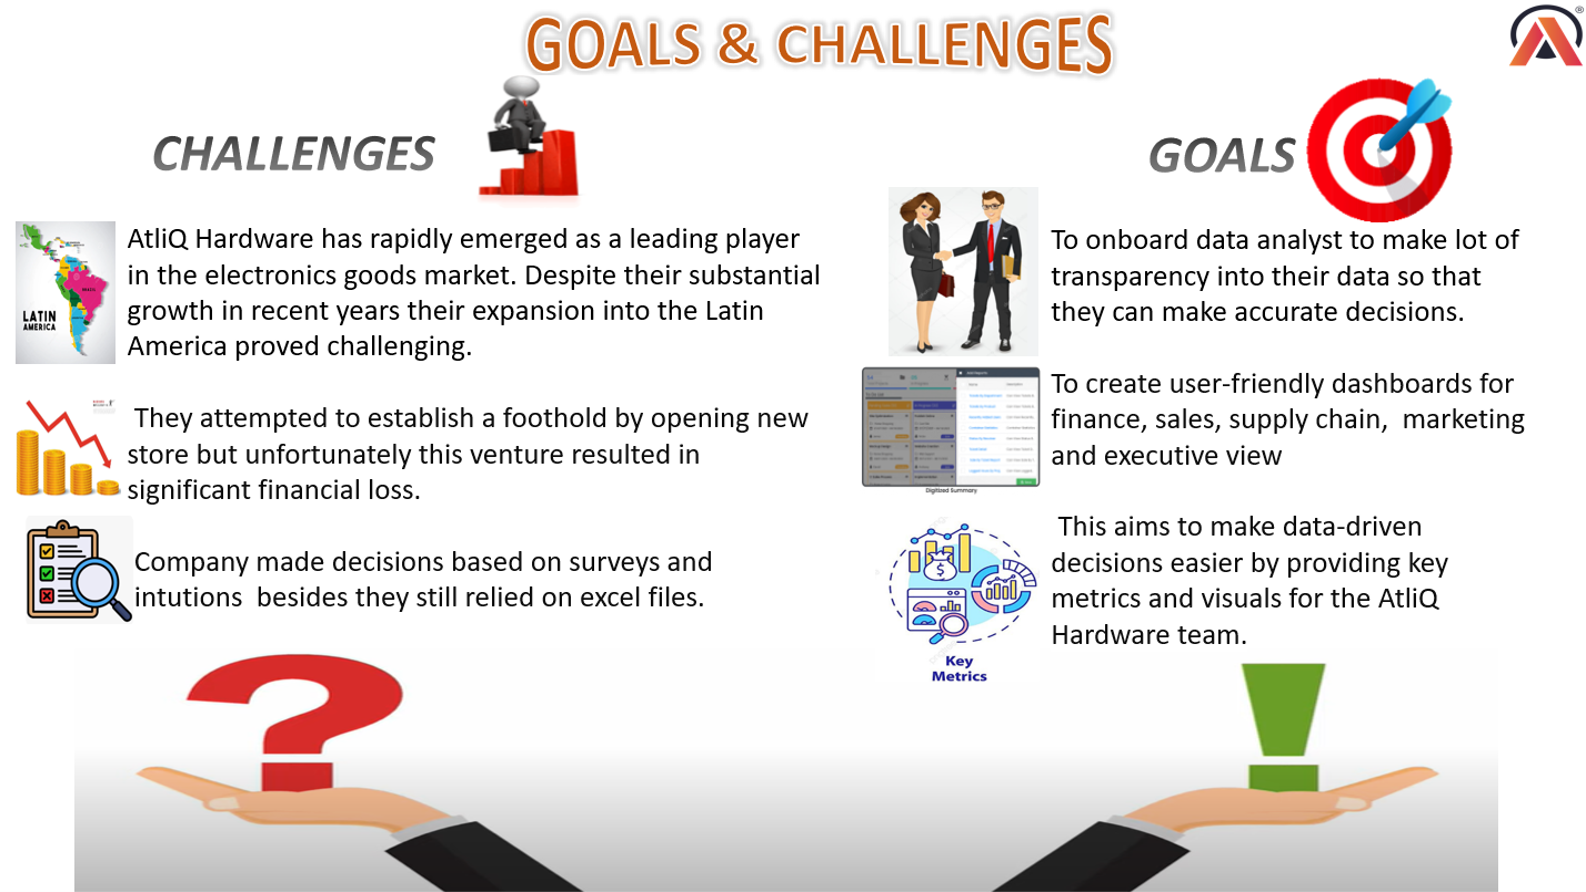 GOALS & CHALLENGES
CHALLENGES
AtliQ Hardware has rapidly emerged as a leading player
in the electronics goods market. Despite their substantial
growth in recent years their expansion into the Latin
America proved challenging.
LATIN
AMERICA
They attempted to establish a foothold by opening new
store but unfortunately this venture resulted in
significant financial loss.
Company made decisions based on surveys and
intutions besides they still relied on excel files.
GOALS
To onboard data analyst to make lot of
transparency into their data so that
they can make accurate decisions.
To create user-friendly dashboards for
finance, sales, supply chain, marketing
and executive view
Digitized Summary
This aims to make data-driven
decisions easier by providing key
metrics and visuals for the AtliQ
Hardware team.
Key
Metrics